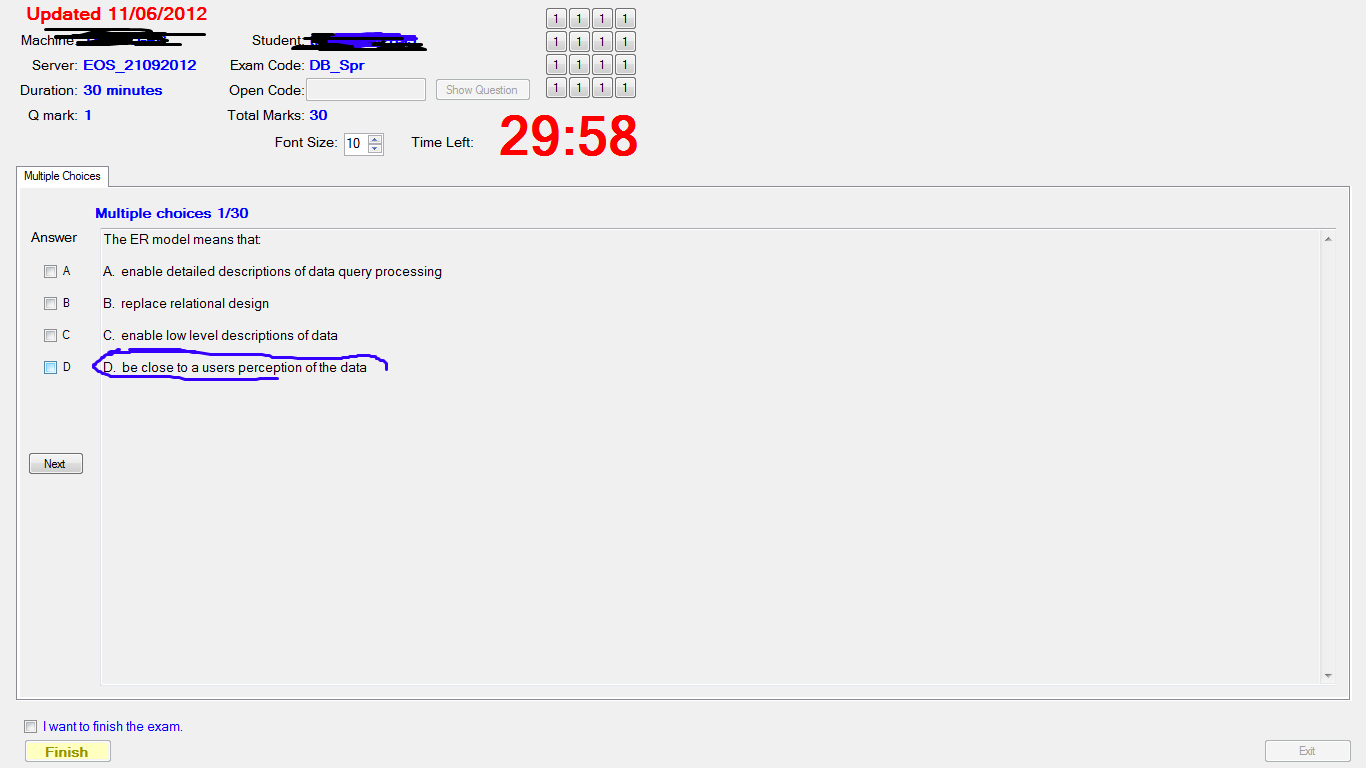 Updated 11/06/2012
Machine:
Student:
Server: EOS_21092012
Exam Code: DB_Spr
Duration: 30 minutes
Open Code:
Show Question
Q mark: 1
Total Marks: 30
Font Size: 10
Time Left: 29:58
1 1 1 1
1 1 1 1
1 1 1 1
1 1 1 1
Multiple Choices
Multiple choices 1/30
Answer
The ER model means that:
A A. enable detailed descriptions of data query processing
B B. replace relational design
C C. enable low level descriptions of data
D D. be close to a users perception of the data
Next
I want to finish the exam.
Finish
Exit